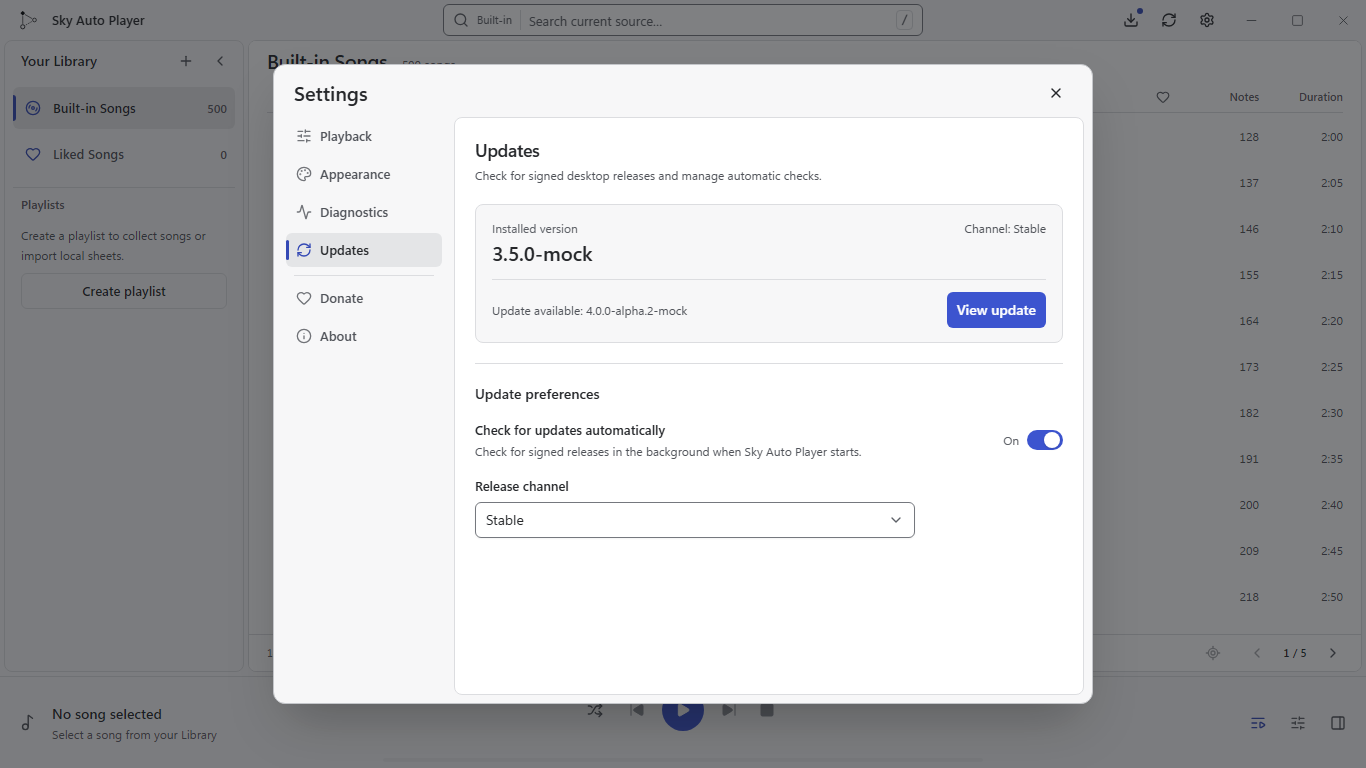 Sky Auto Player
Built-in
Search current source...
/
Your Library
Built-in Songs
500
Liked Songs
0
Playlists
Create a playlist to collect songs or
import local sheets.
Create playlist
Built-in Songs
500 songs
Notes
Duration
128
2:00
137
2:05
146
2:10
155
2:15
164
2:20
173
2:25
182
2:30
191
2:35
200
2:40
209
2:45
218
2:50
1 / 5
Settings
Playback
Appearance
Diagnostics
Updates
Donate
About
Updates
Check for signed desktop releases and manage automatic checks.
Installed version
Channel: Stable
3.5.0-mock
Update available: 4.0.0-alpha.2-mock
View update
Update preferences
Check for updates automatically
Check for signed releases in the background when Sky Auto Player starts.
On
Release channel
Stable
No song selected
Select a song from your Library